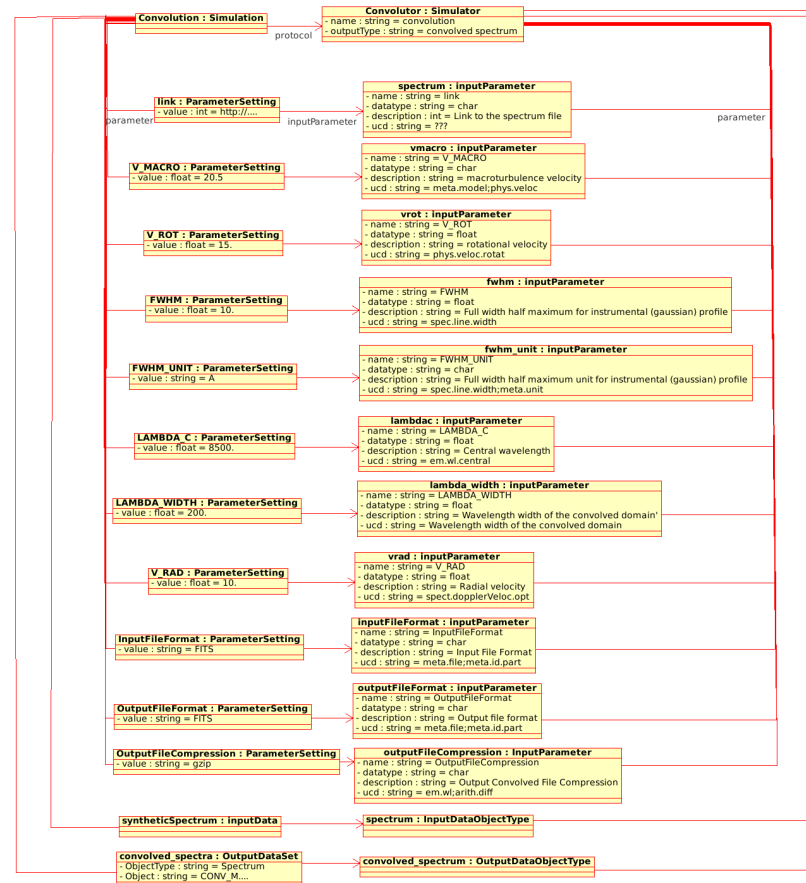 Convolution : Simulation
protocol
Convolutor : Simulator
- name : string = convolution
- outputType : string = convolved spectrum
link : ParameterSetting
- value : int = http://....
parameter
inputParameter
spectrum : inputParameter
- name : string = link
- datatype : string = char
- description : int = Link to the spectrum file
- ucd : string = ???
parameter
V_MACRO : ParameterSetting
- value : float = 20.5
vmacro : inputParameter
- name : string = V_MACRO
- datatype : string = char
- description : string = macroturbulence velocity
- ucd : string = meta.model;phys.veloc
V_ROT : ParameterSetting
- value : float = 15.
vrot : inputParameter
- name : string = V_ROT
- datatype : string = float
- description : string = rotational velocity
- ucd : string = phys.veloc.rotat
FWHM : ParameterSetting
- value : float = 10.
fwhm : inputParameter
- name : string = FWHM
- datatype : string = float
- description : string = Full width half maximum for instrumental (gaussian) profile
- ucd : string = spec.line.width
FWHM_UNIT : ParameterSetting
- value : string = A
fwhm_unit : inputParameter
- name : string = FWHM_UNIT
- datatype : string = char
- description : string = Full width half maximum unit for instrumental (gaussian) profile
- ucd : string = spec.line.width;meta.unit
LAMBDA_C : ParameterSetting
- value : float = 8500.
lambdac : inputParameter
- name : string = LAMBDA_C
- datatype : string = float
- description : string = Central wavelength
- ucd : string = em.wl.central
LAMBDA_WIDTH : ParameterSetting
- value : float = 200.
lambda_width : inputParameter
- name : string = LAMBDA_WIDTH
- datatype : string = float
- description : string = Wavelength width of the convolved domain'
- ucd : string = Wavelength width of the convolved domain
V_RAD : ParameterSetting
- value : float = 10.
vrad : inputParameter
- name : string = V_RAD
- datatype : string = float
- description : string = Radial velocity
- ucd : string = spect.dopplerVeloc.opt
InputFileFormat : ParameterSetting
- value : string = FITS
inputFileFormat : inputParameter
- name : string = InputFileFormat
- datatype : string = char
- description : string = Input File Format
- ucd : string = meta.file;meta.id.part
OutputFileFormat : ParameterSetting
- value : string = FITS
outputFileFormat : inputParameter
- name : string = OutputFileFormat
- datatype : string = char
- description : string = Output file format
- ucd : string = meta.file;meta.id.part
OutputFileCompression : ParameterSetting
- value : string = gzip
outputFileCompression : InputParameter
- name : string = OutputFileCompression
- datatype : string = char
- description : string = Output Convolved File Compression
- ucd : string = em.wl;arith.diff
syntheticSpectrum : inputData
spectrum : InputDataObjectType
convolved_spectra : OutputDataSet
- ObjectType : string = Spectrum
- Object : string = CONV_M....
convolved_spectrum : OutputDataObjectType